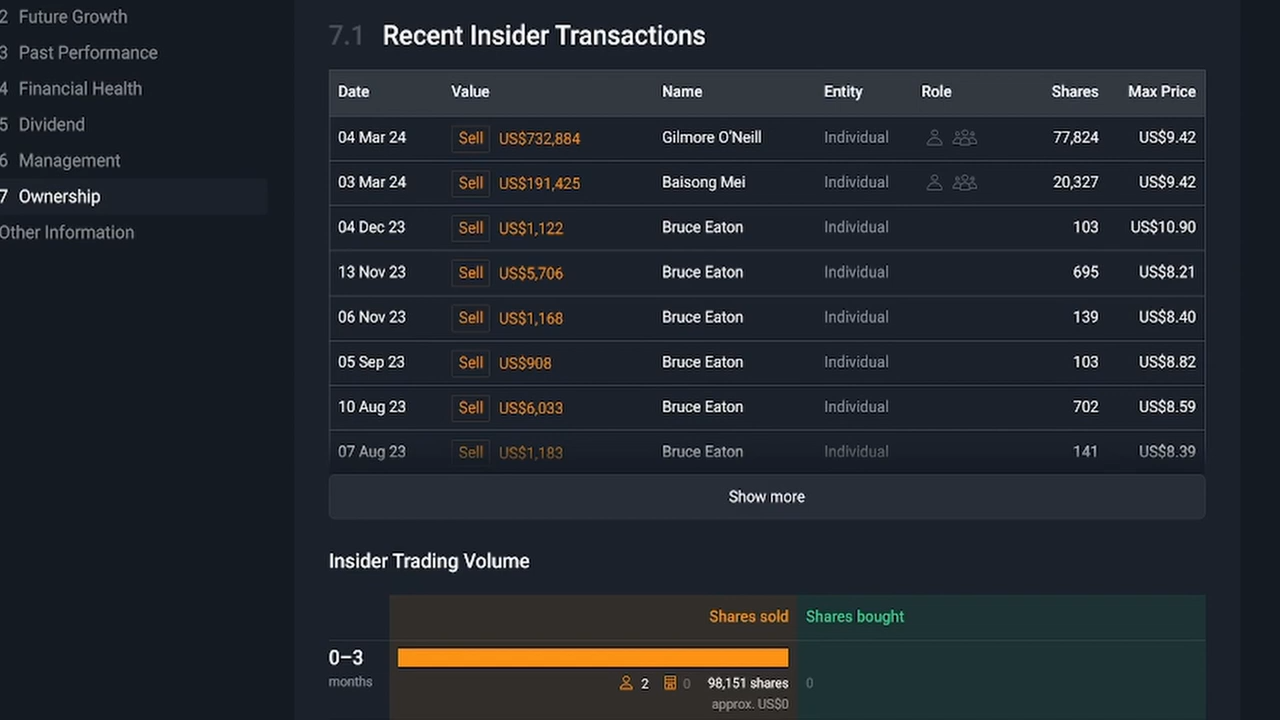 2 Future Growth
3 Past Performance
4 Financial Health
5 Dividend
6 Management
7 Ownership
Other Information
7.1 Recent Insider Transactions
Date Value Name Entity Role Shares Max Price
04 Mar 24 Sell US$732,884 Gilmore O'Neill Individual 77,824 US$9.42
03 Mar 24 Sell US$191,425 Baisong Mei Individual 20,327 US$9.42
04 Dec 23 Sell US$1,122 Bruce Eaton Individual 103 US$10.90
13 Nov 23 Sell US$5,706 Bruce Eaton Individual 695 US$8.21
06 Nov 23 Sell US$1,168 Bruce Eaton Individual 139 US$8.40
05 Sep 23 Sell US$908 Bruce Eaton Individual 103 US$8.82
10 Aug 23 Sell US$6,033 Bruce Eaton Individual 702 US$8.59
07 Aug 23 Sell US$1,183 Bruce Eaton Individual 141 US$8.39
Show more
Insider Trading Volume
Shares sold Shares bought
0–3
months
2 0 98,151 shares 0
approx. US$0